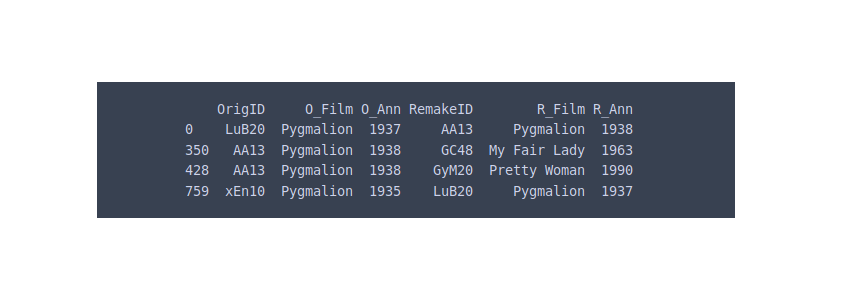 OrigID O_Film O_Ann RemakeID R_Film R_Ann
0 LuB20 Pygmalion 1937 AA13 Pygmalion 1938
350 AA13 Pygmalion 1938 GC48 My Fair Lady 1963
428 AA13 Pygmalion 1938 GyM20 Pretty Woman 1990
759 xEn10 Pygmalion 1935 LuB20 Pygmalion 1937